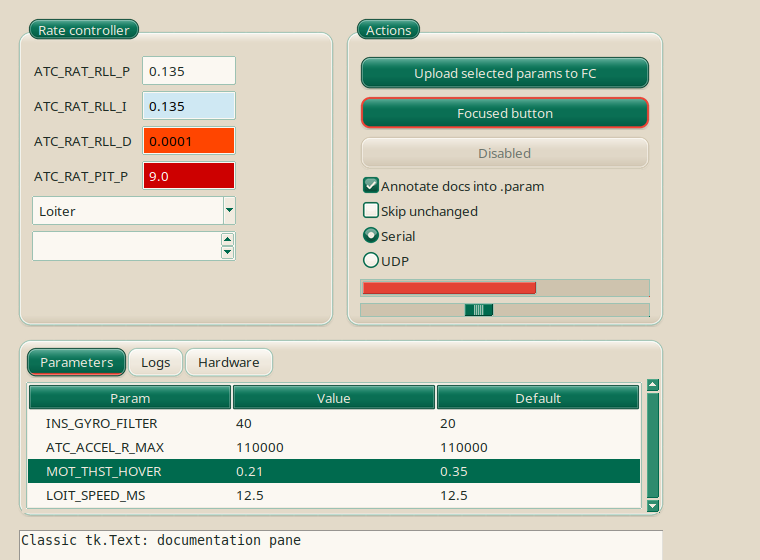 Rate controller
ATC_RAT_RLL_P 0.135
ATC_RAT_RLL_I 0.135
ATC_RAT_RLL_D 0.0001
ATC_RAT_PIT_P 9.0
Loiter
Actions
Upload selected params to FC
Focused button
Disabled
Annotate docs into .param
Skip unchanged
Serial
UDP
Parameters Logs Hardware
Param Value Default
INS_GYRO_FILTER 40 20
ATC_ACCEL_R_MAX 110000 110000
MOT_THST_HOVER 0.21 0.35
LOIT_SPEED_MS 12.5 12.5
Classic tk.Text: documentation pane